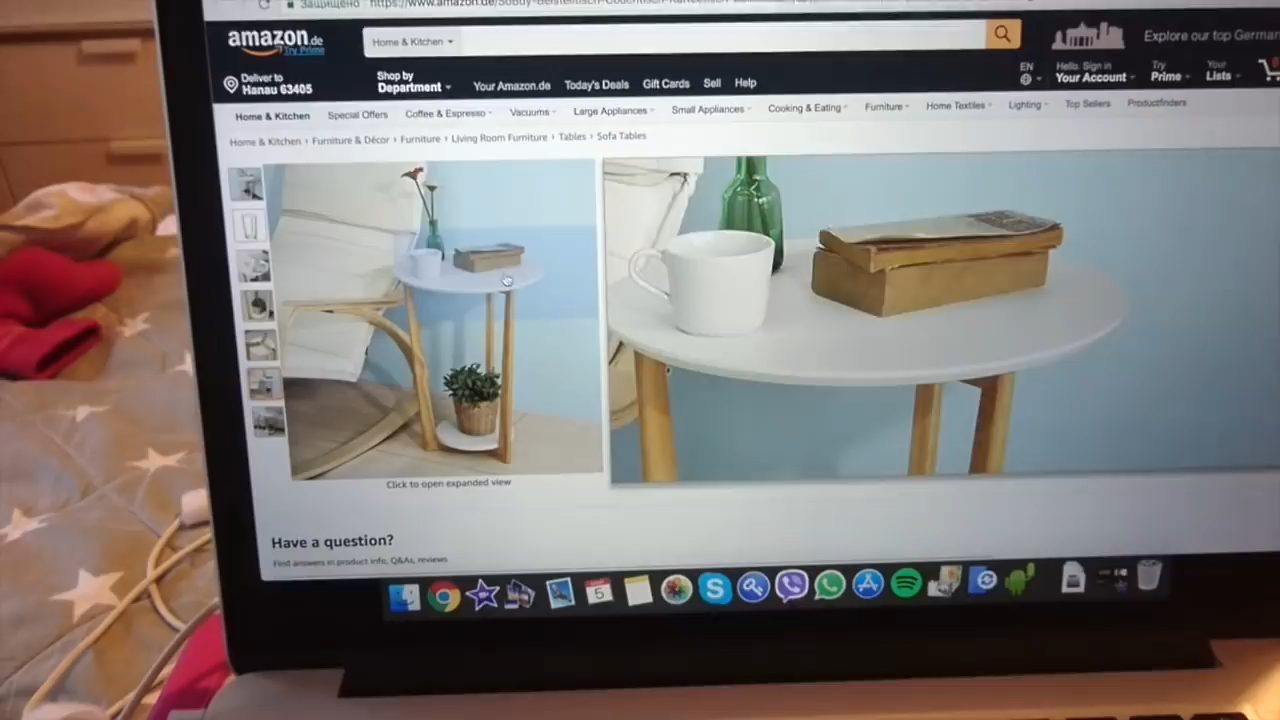 Защищено https://www.amazon.de/SoBuy-Beistelltisch-
amazon.de
Try Prime
Home & Kitchen
Explore our top German
Deliver to
Hanau 63405
Shop by
Department
Your Amazon.de
Today's Deals
Gift Cards
Sell
Help
EN
Hello. Sign in
Your Account
Try
Prime
Your
Lists
Home & Kitchen
Special Offers
Coffee & Espresso
Vacuums
Large Appliances
Small Appliances
Cooking & Eating
Furniture
Home Textiles
Lighting
Top Sellers
Productfinders
Home & Kitchen › Furniture & Décor › Furniture › Living Room Furniture › Tables › Sofa Tables
Click to open expanded view
Have a question?
Find answers in product info, Q&As, reviews
5